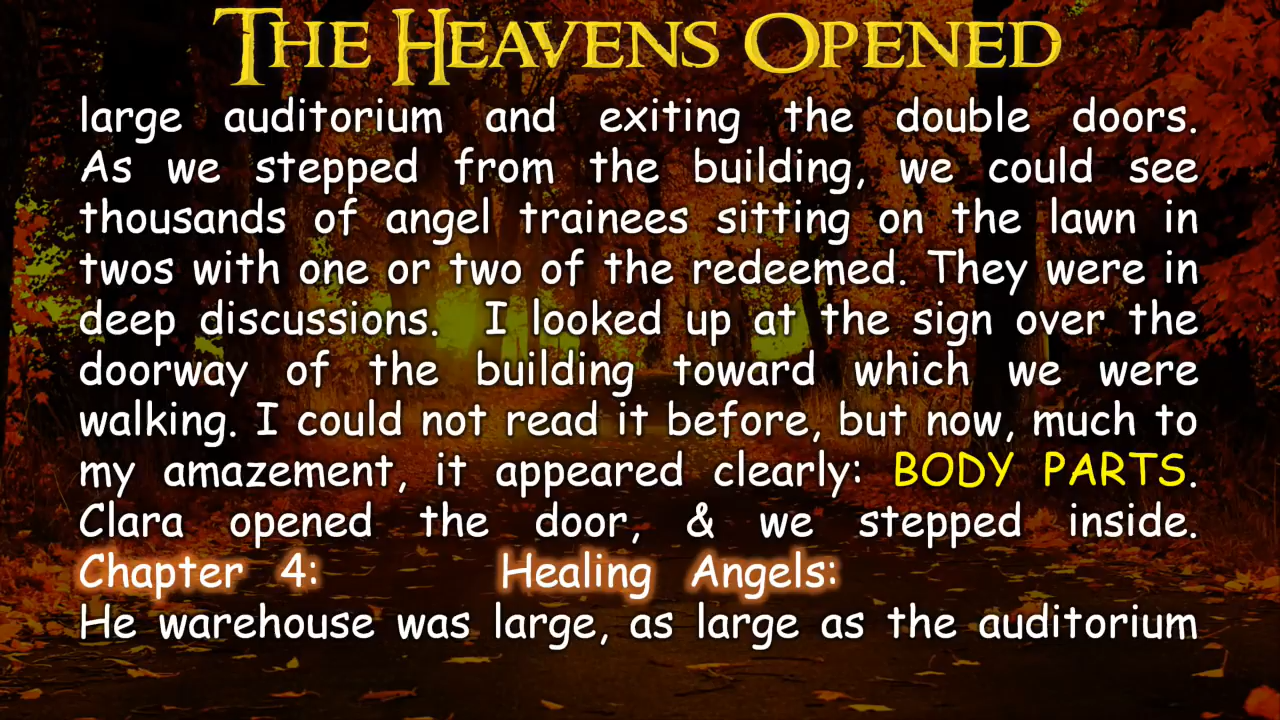 THE HEAVENS OPENED
large auditorium and exiting the double doors.
As we stepped from the building, we could see
thousands of angel trainees sitting on the lawn in
twos with one or two of the redeemed. They were in
deep discussions. I looked up at the sign over the
doorway of the building toward which we were
walking. I could not read it before, but now, much to
my amazement, it appeared clearly: BODY PARTS.
Clara opened the door, & we stepped inside.
Chapter 4: Healing Angels:
He warehouse was large, as large as the auditorium